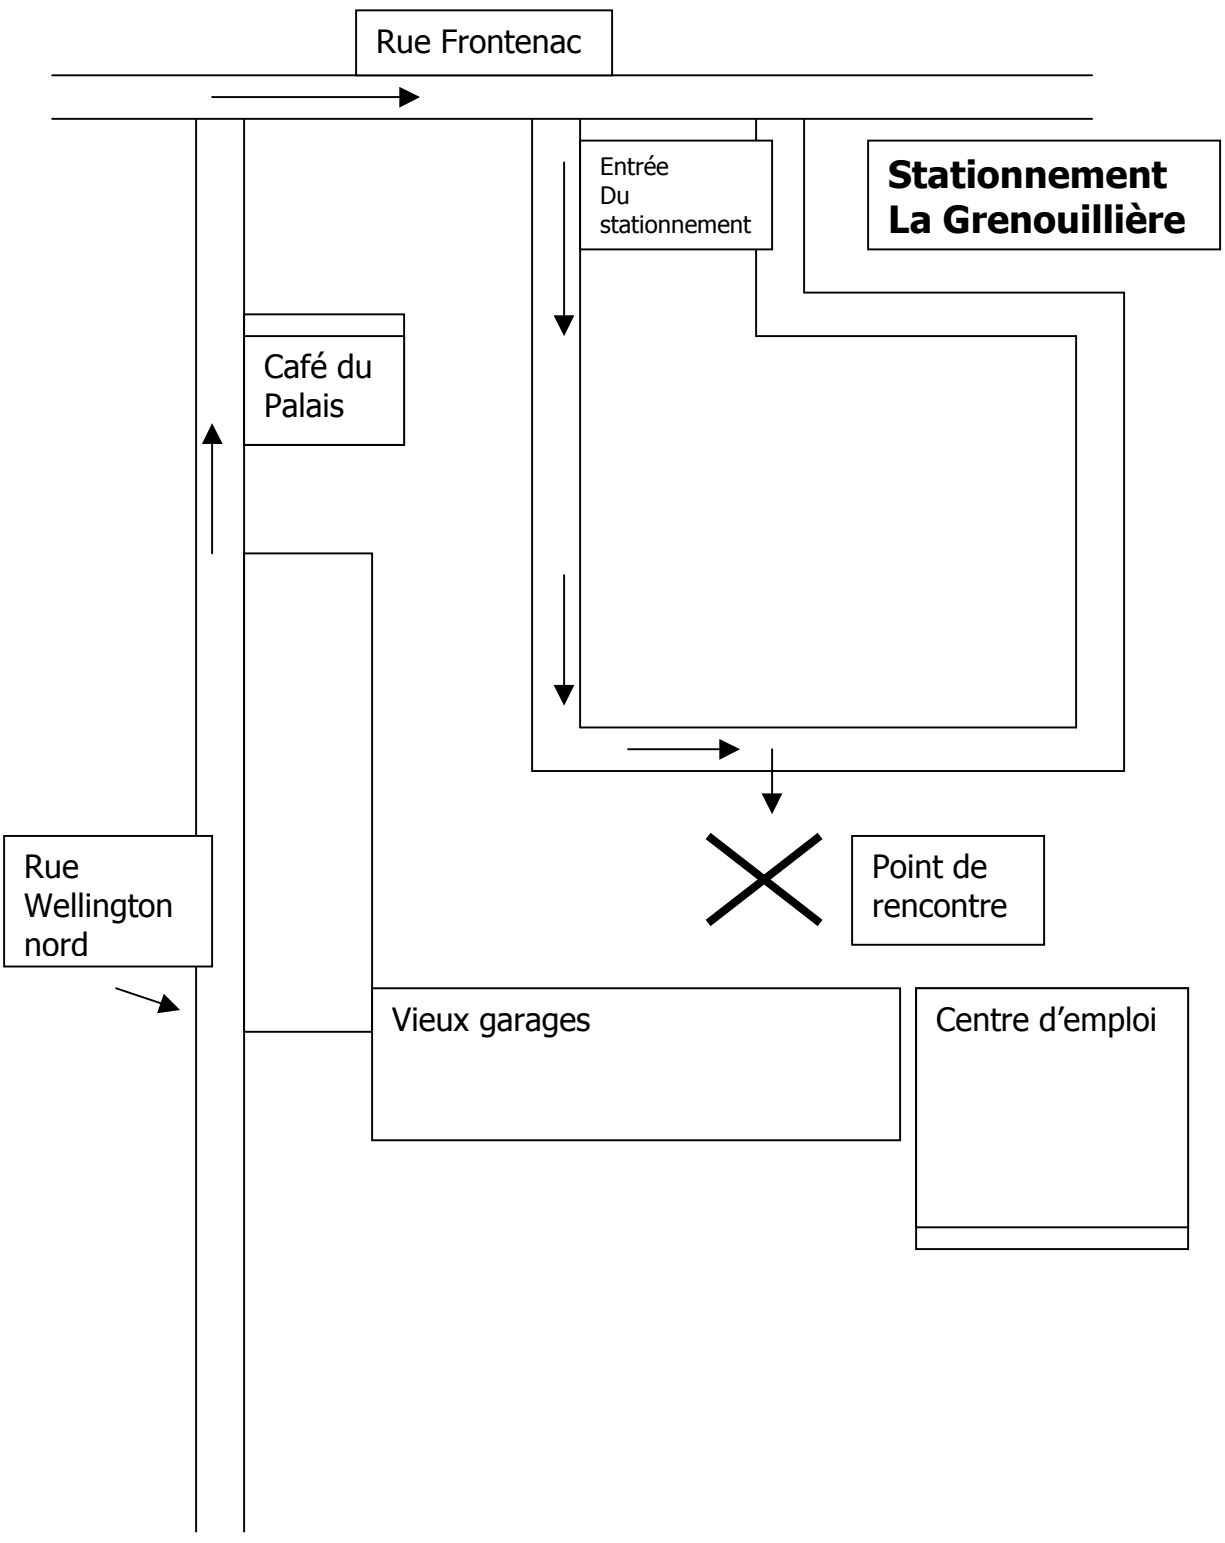 Rue Frontenac
Entrée
Du
stationnement
Stationnement
La Grenouillière
Café du
Palais
Rue
Wellington
nord
Point de
rencontre
Vieux garages
Centre d’emploi